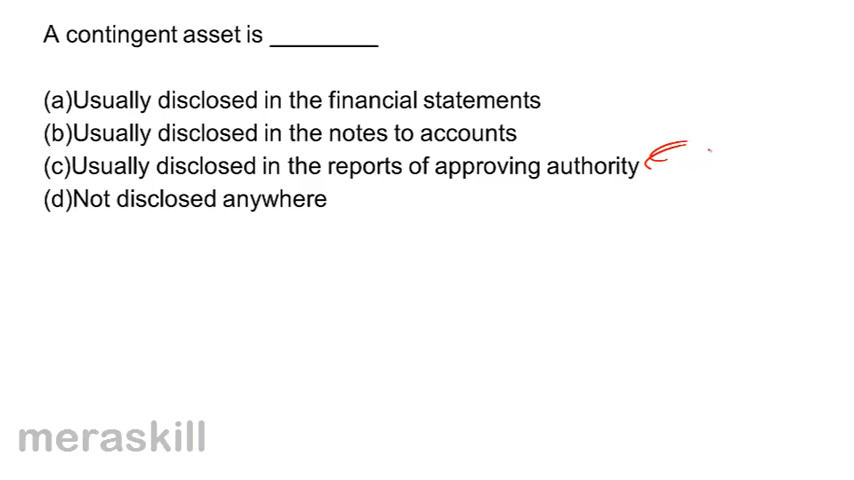 A contingent asset is _________
(a)Usually disclosed in the financial statements
(b)Usually disclosed in the notes to accounts
(c)Usually disclosed in the reports of approving authority
(d)Not disclosed anywhere
meraskill